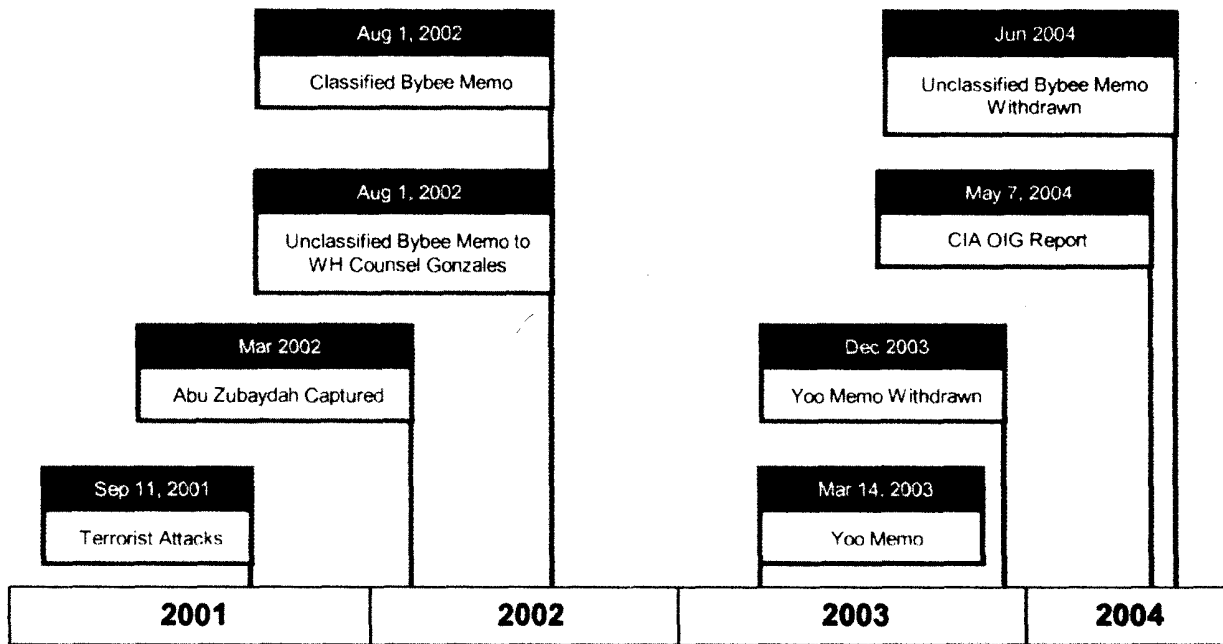 Aug 1, 2002
Classified Bybee Memo
Jun 2004
Unclassified Bybee Memo
Withdrawn
Aug 1, 2002
Unclassified Bybee Memo to
WH Counsel Gonzales
May 7, 2004
CIA OIG Report
Mar 2002
Abu Zubaydah Captured
Dec 2003
Yoo Memo Withdrawn
Sep 11, 2001
Terrorist Attacks
Mar 14, 2003
Yoo Memo
2001
2002
2003
2004